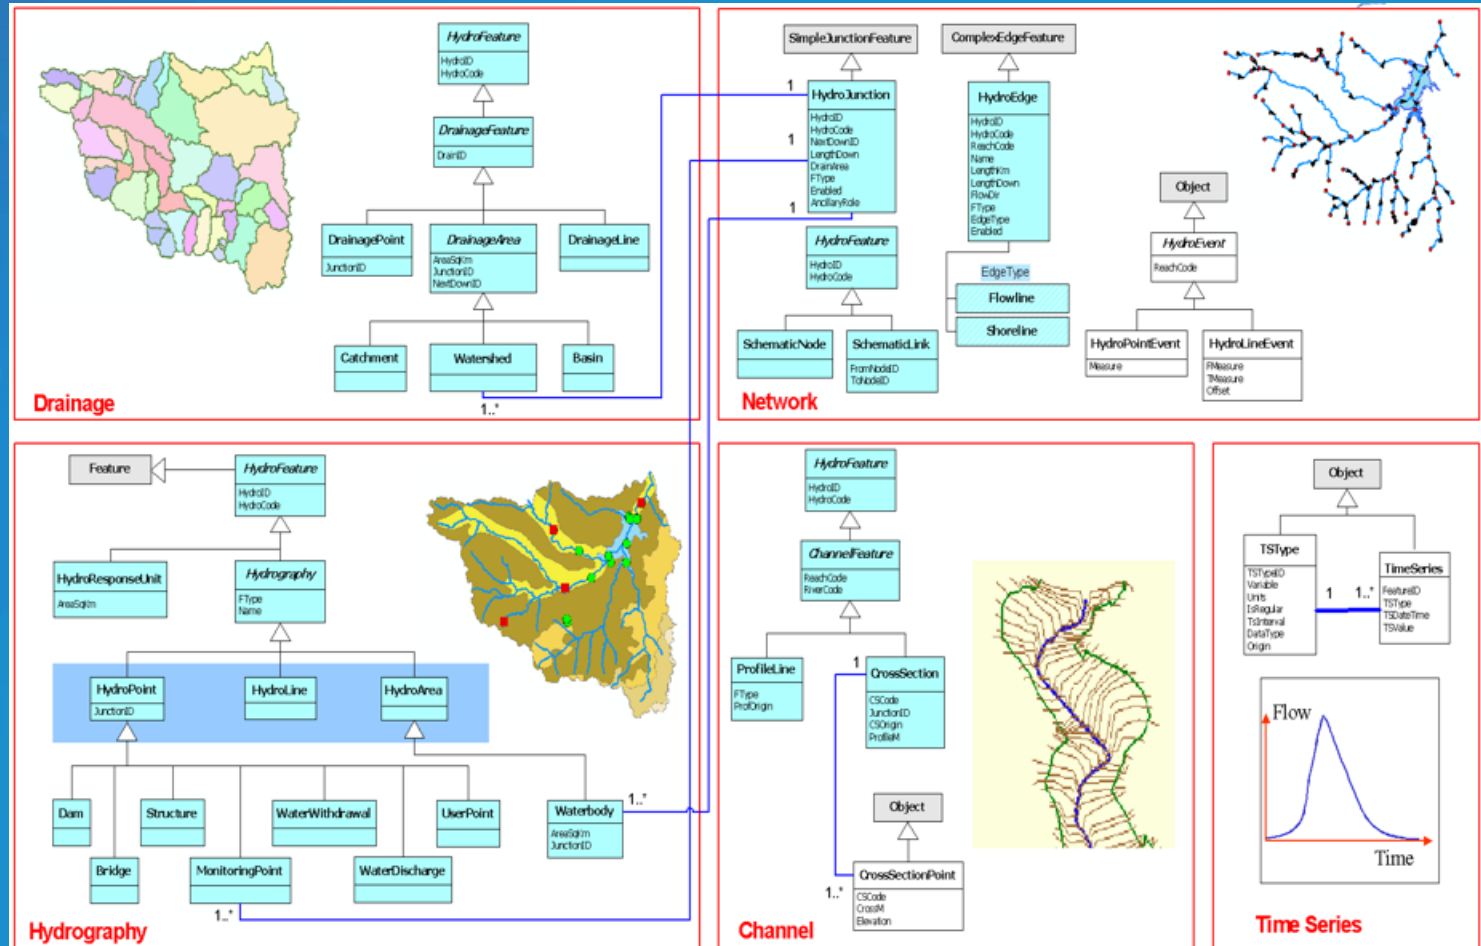 HydroFeature
HydroID
HydroCode
DrainageFeature
DrainID
DrainagePoint
JunctionID
DrainageArea
AreaSqKm
JunctionID
NextDownID
DrainageLine
Catchment
Watershed
Basin
1..*
Drainage
SimpleJunctionFeature
ComplexEdgeFeature
1
HydroJunction
HydroID
HydroCode
NextDownID
LengthDown
DrainArea
FType
Enabled
AncillaryRole
1
1
HydroEdge
HydroID
HydroCode
ReachCode
Name
LengthKm
LengthDown
FlowDir
FType
EdgeType
Enabled
HydroFeature
HydroID
HydroCode
EdgeType
Flowline
Shoreline
SchematicNode
SchematicLink
FromNodeID
ToNodeID
Object
HydroEvent
ReachCode
HydroPointEvent
Measure
HydroLineEvent
FMeasure
TMeasure
Offset
Network
Feature
HydroFeature
HydroID
HydroCode
HydroResponseUnit
AreaSqKm
Hydrography
FType
Name
HydroPoint
JunctionID
HydroLine
HydroArea
Dam
Structure
WaterWithdrawal
UserPoint
Waterbody
AreaSqKm
JunctionID
1..*
Bridge
MonitoringPoint
WaterDischarge
1..*
Hydrography
HydroFeature
HydroID
HydroCode
ChannelFeature
ReachCode
RiverCode
ProfileLine
FType
ProfOrigin
1
CrossSection
CSCode
JunctionID
CSOrigin
ProfileM
Object
CrossSectionPoint
CSCode
CrossM
Elevation
1..*
Channel
Object
TSType
TSTypeID
Variable
Units
IsRegular
TsInterval
DataType
Origin
1
1..*
TimeSeries
FeatureID
TSType
TSDateTime
TSValue
Flow
Time
Time Series